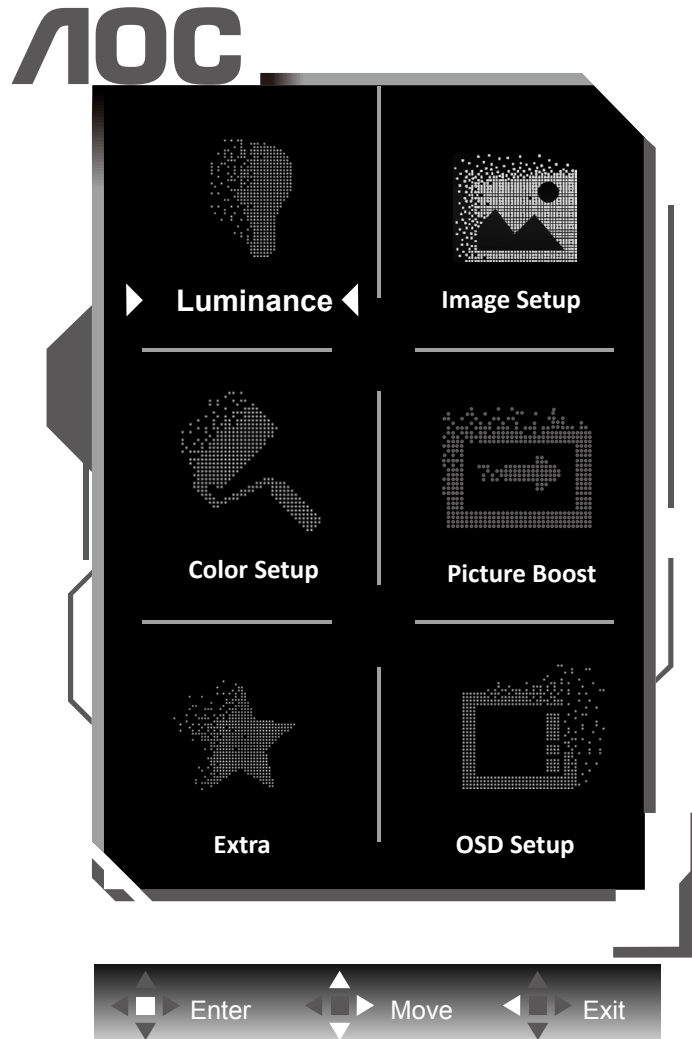 AOC
Luminance
Image Setup
Color Setup
Picture Boost
Extra
OSD Setup
Enter
Move
Exit